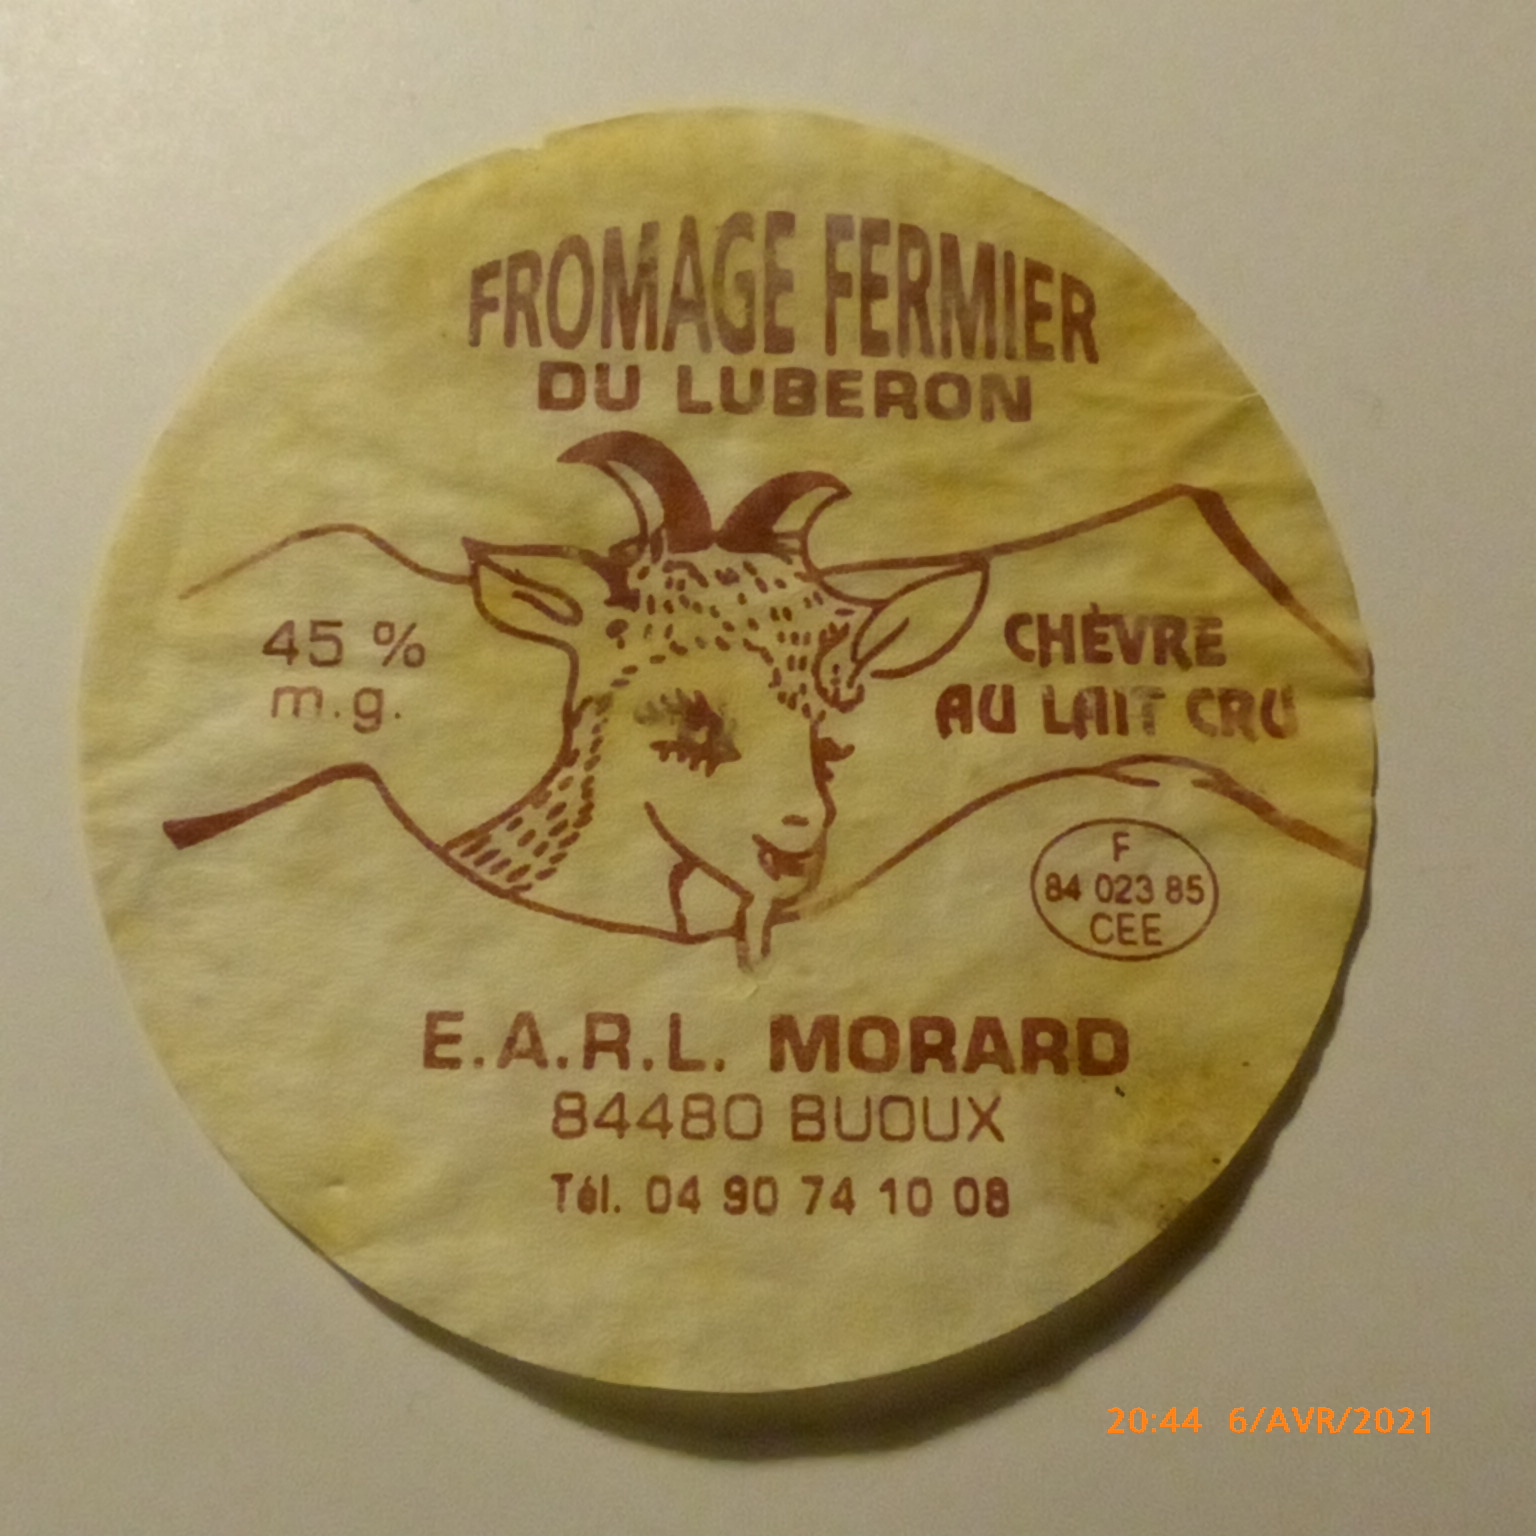 FROMAGE FERMIER
DU LUBERON
45 %
m.g.
CHÈVRE
AU LAIT CRU
F
84 023 85
CEE
E.A.R.L. MORARD
84480 BUOUX
Tél. 04 90 74 10 08
20:44 6/AVR/2021